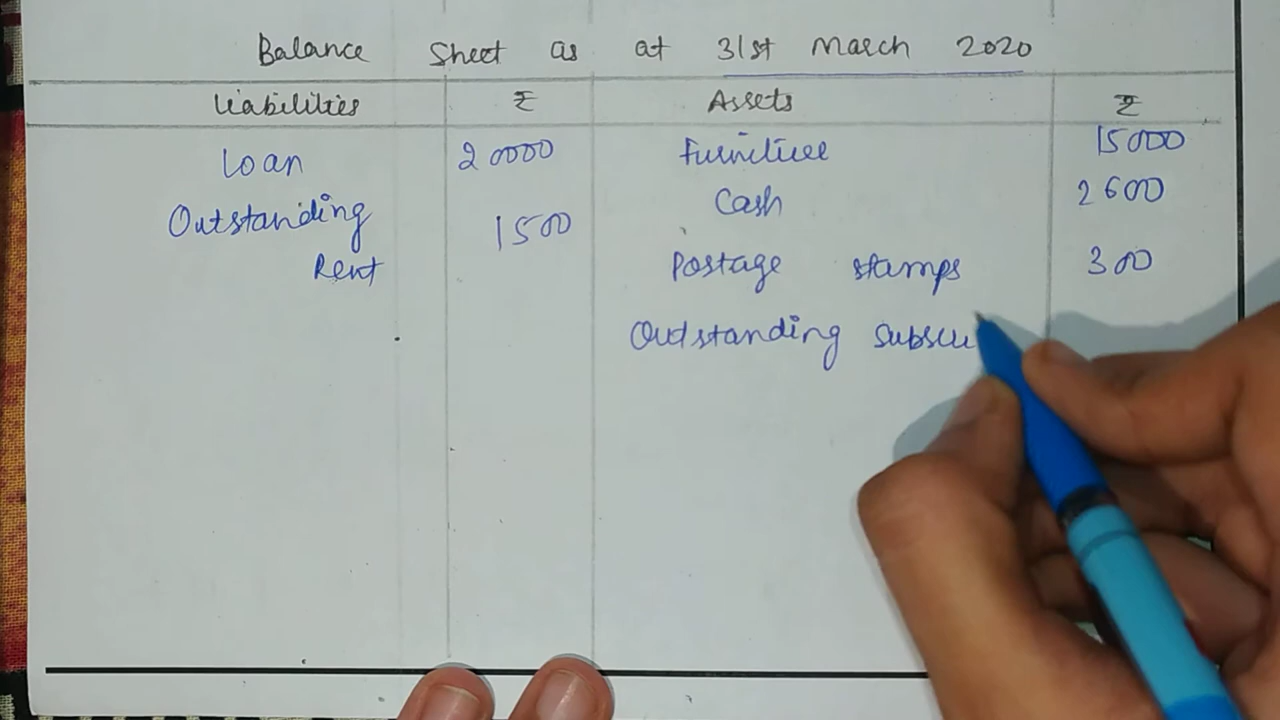 Balance Sheet as at 31st March 2020
Liabilities ₹ Assets ₹
Loan 20000 Furniture 15000
Outstanding Rent 1500 Cash 2600
Postage stamps 300
Outstanding Subscri